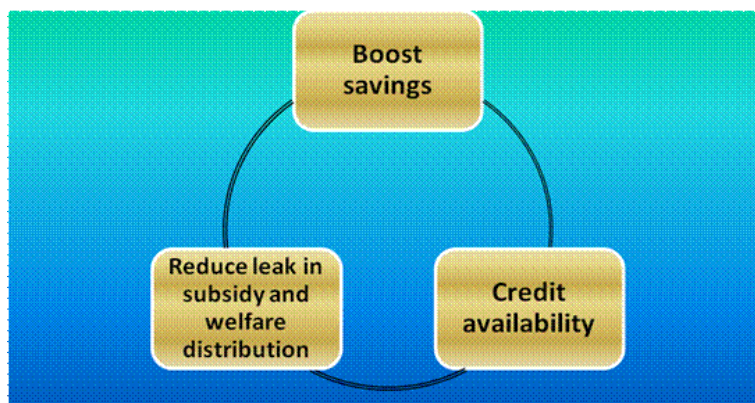 Boost
savings
Reduce leak in
subsidy and
welfare
distribution
Credit
availability